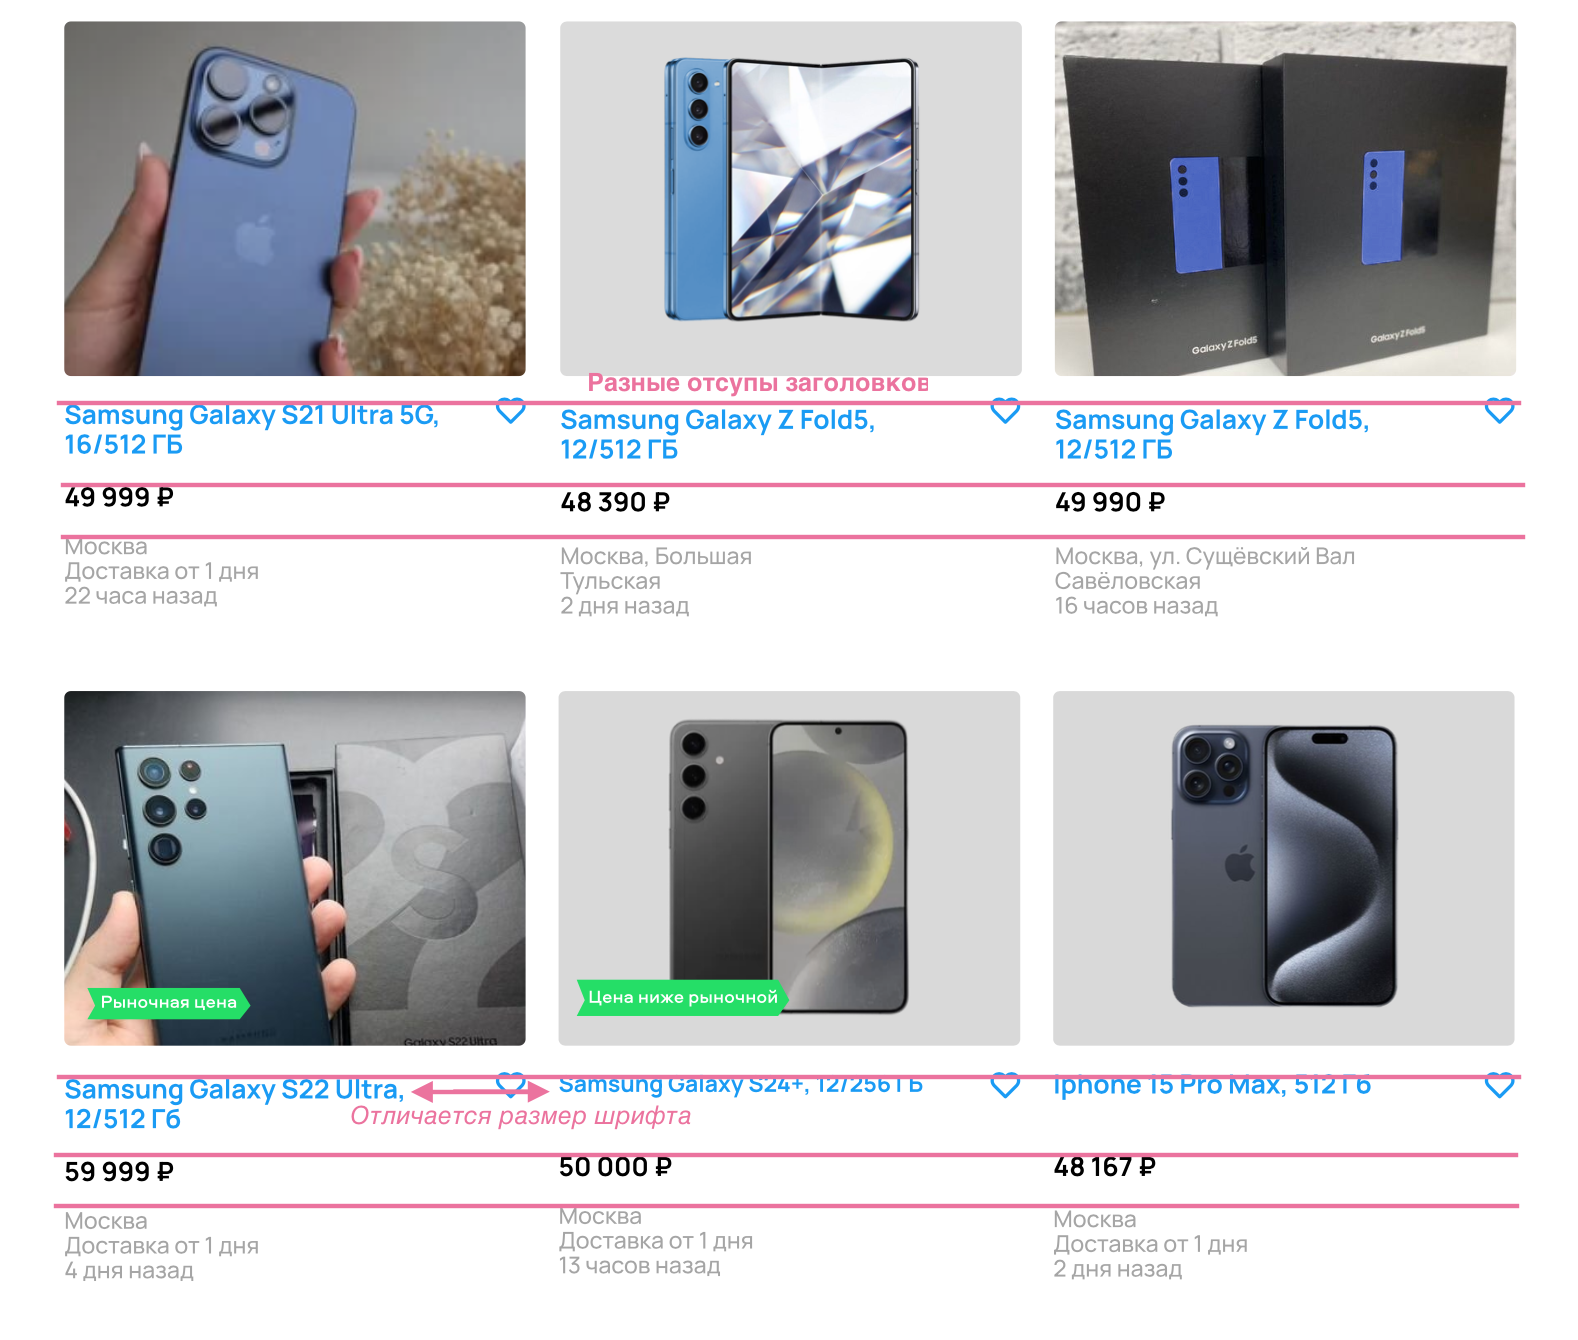 Galaxy Z Fold5
Galaxy Z Fold5
Разные отсупы заголовков
Samsung Galaxy S21 Ultra 5G,
16/512 ГБ
49 999 ₽
Москва
Доставка от 1 дня
22 часа назад
Samsung Galaxy Z Fold5,
12/512 ГБ
48 390 ₽
Москва, Большая
Тульская
2 дня назад
Samsung Galaxy Z Fold5,
12/512 ГБ
49 990 ₽
Москва, ул. Сущёвский Вал
Савёловская
16 часов назад
Рыночная цена
Galaxy S22 Ultra
Цена ниже рыночной
Samsung Galaxy S22 Ultra,
12/512 Гб
Отличается размер шрифта
59 999 ₽
Москва
Доставка от 1 дня
4 дня назад
Samsung Galaxy S24+, 12/256 ГБ
50 000 ₽
Москва
Доставка от 1 дня
13 часов назад
Iphone 15 Pro Max, 512 Гб
48 167 ₽
Москва
Доставка от 1 дня
2 дня назад